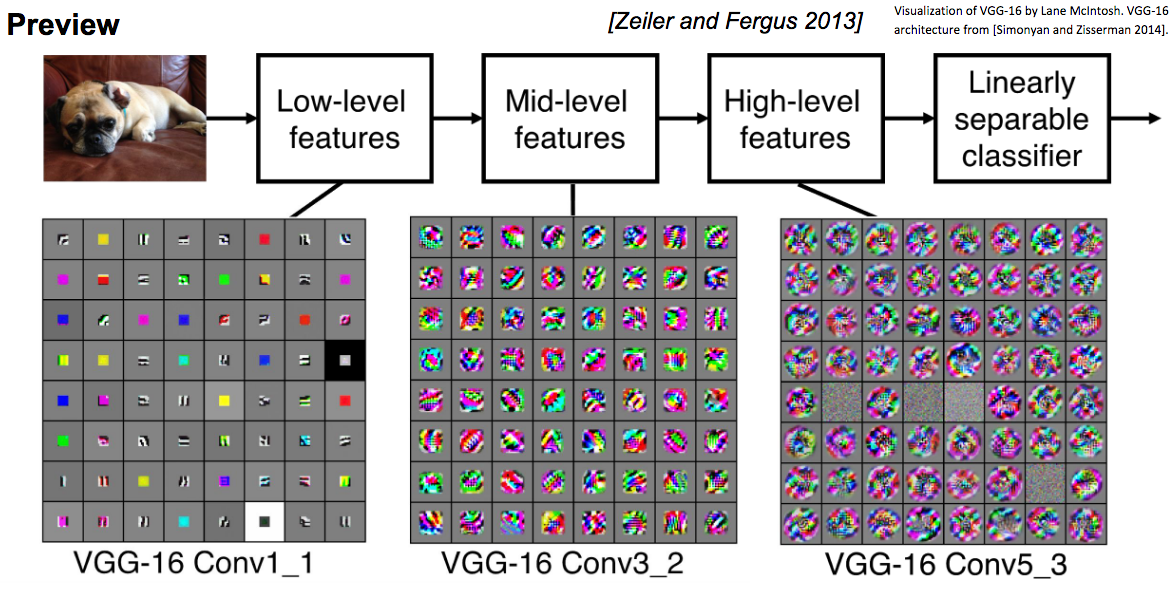 Preview
[Zeiler and Fergus 2013]
Visualization of VGG-16 by Lane McIntosh. VGG-16
architecture from [Simonyan and Zisserman 2014].
Low-level
features
Mid-level
features
High-level
features
Linearly
separable
classifier
VGG-16 Conv1_1
VGG-16 Conv3_2
VGG-16 Conv5_3